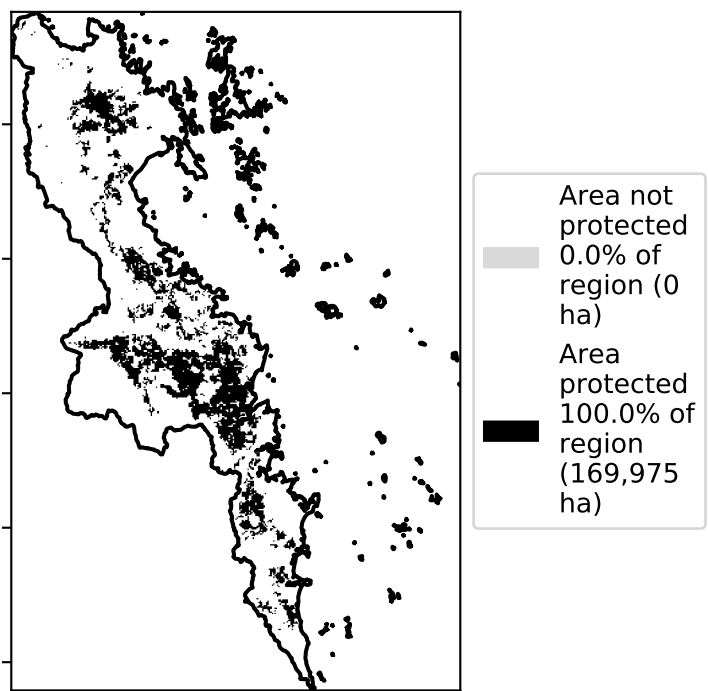 Area not
protected
0.0% of
region (0
ha)
Area
protected
100.0% of
region
(169,975
ha)